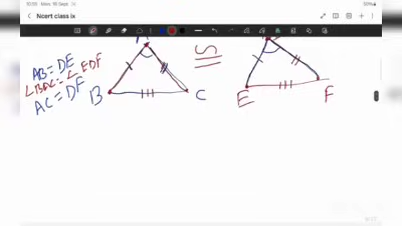 Ncert class ix
AB = DE
∠BAC = ∠EDF
AC = DF
B
C
≅
E
F